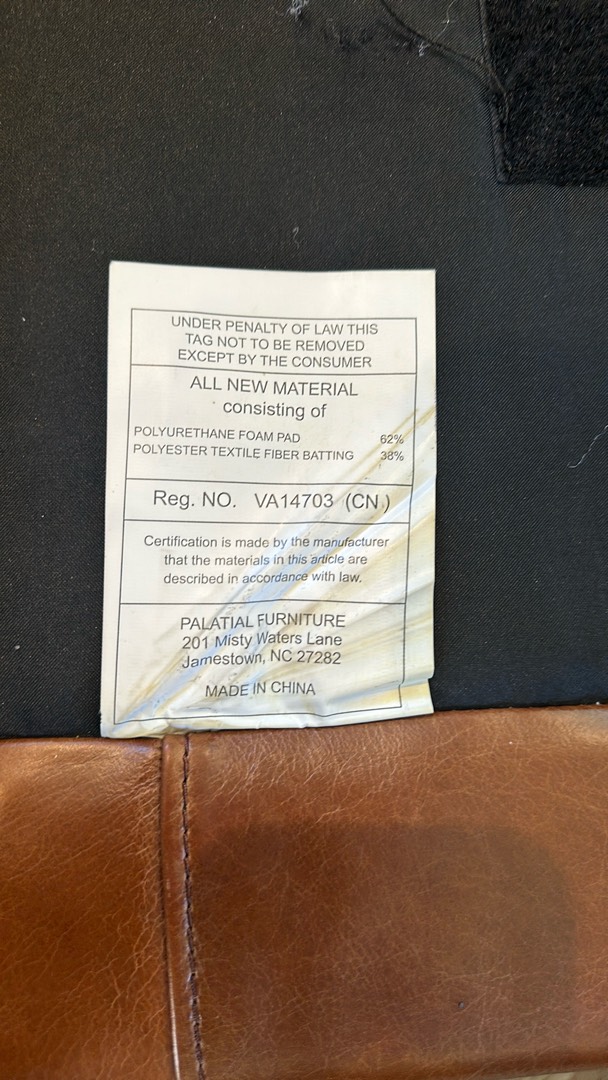 UNDER PENALTY OF LAW THIS
TAG NOT TO BE REMOVED
EXCEPT BY THE CONSUMER
ALL NEW MATERIAL
consisting of
POLYURETHANE FOAM PAD 62%
POLYESTER TEXTILE FIBER BATTING 38%
Reg. NO. VA14703 (CN)
Certification is made by the manufacturer
that the materials in this article are
described in accordance with law.
PALATIAL FURNITURE
201 Misty Waters Lane
Jamestown, NC 27282
MADE IN CHINA